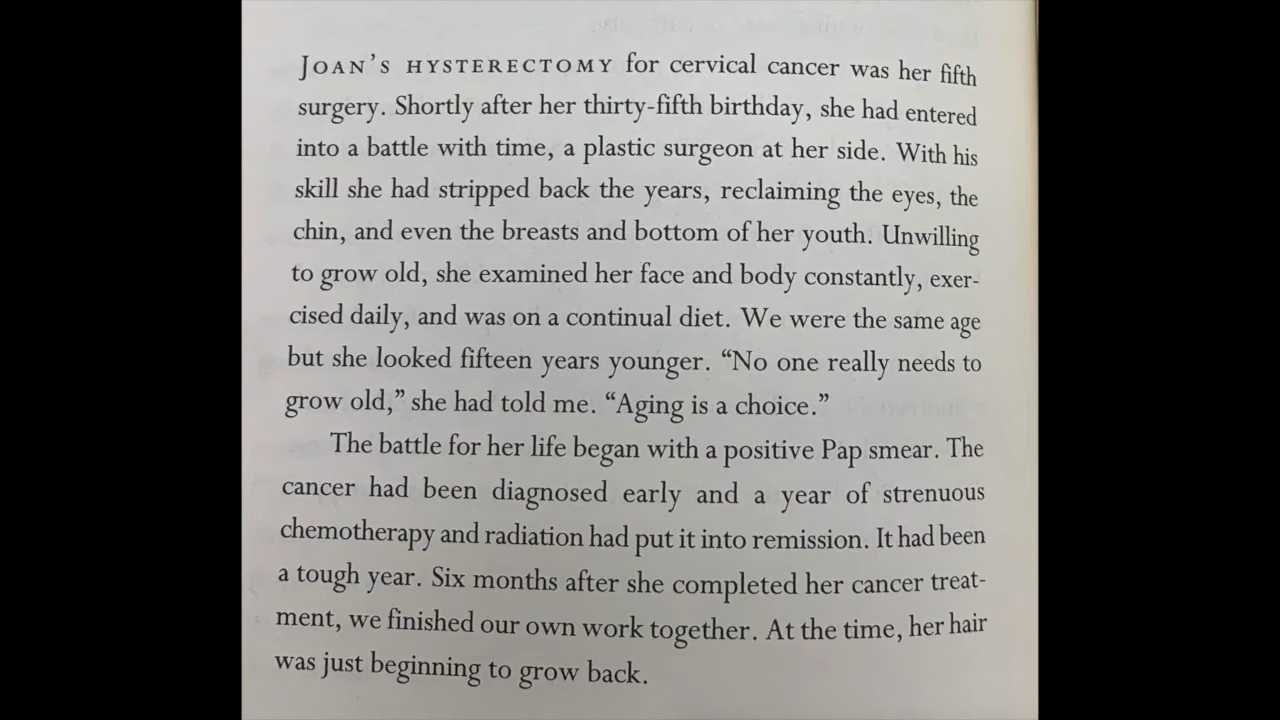 JOAN'S HYSTERECTOMY for cervical cancer was her fifth
surgery. Shortly after her thirty-fifth birthday, she had entered
into a battle with time, a plastic surgeon at her side. With his
skill she had stripped back the years, reclaiming the eyes, the
chin, and even the breasts and bottom of her youth. Unwilling
to grow old, she examined her face and body constantly, exer-
cised daily, and was on a continual diet. We were the same age
but she looked fifteen years younger. “No one really needs to
grow old,” she had told me. “Aging is a choice.”
The battle for her life began with a positive Pap smear. The
cancer had been diagnosed early and a year of strenuous
chemotherapy and radiation had put it into remission. It had been
a tough year. Six months after she completed her cancer treat-
ment, we finished our own work together. At the time, her hair
was just beginning to grow back.